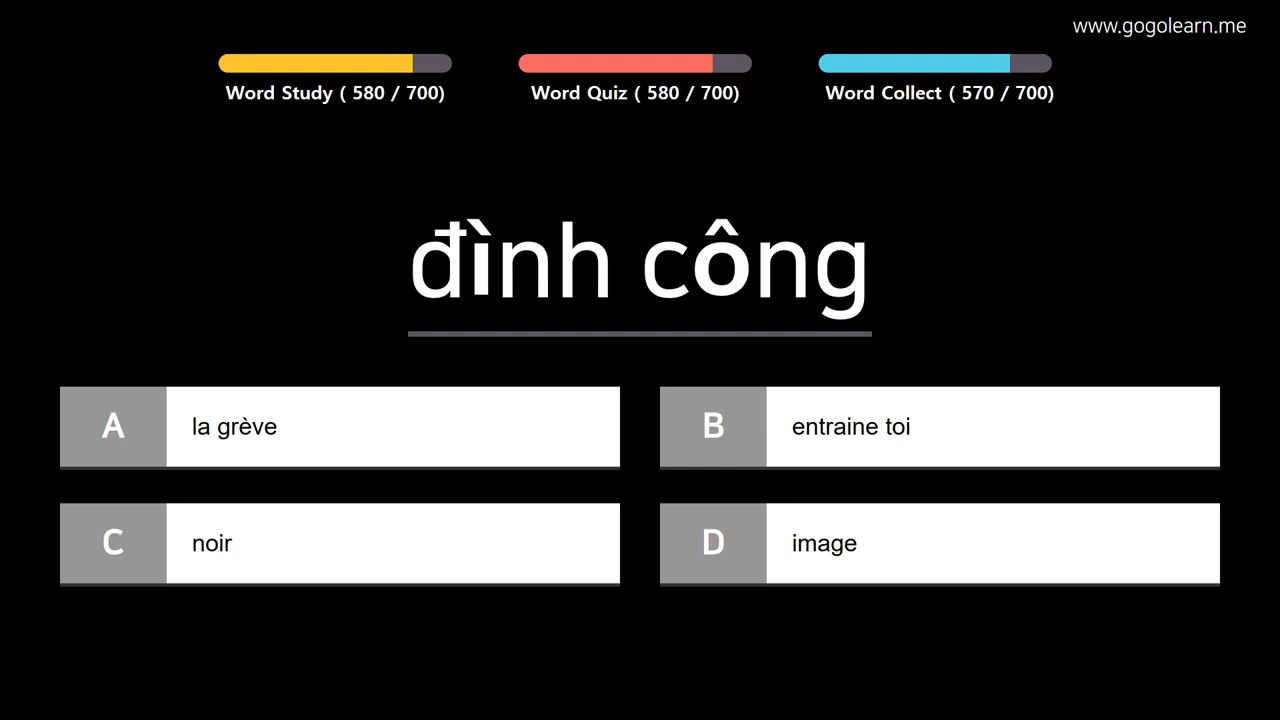 www.gogolearn.me
Word Study ( 580 / 700)
Word Quiz ( 580 / 700)
Word Collect ( 570 / 700)
đình công
A la grève
B entraine toi
C noir
D image